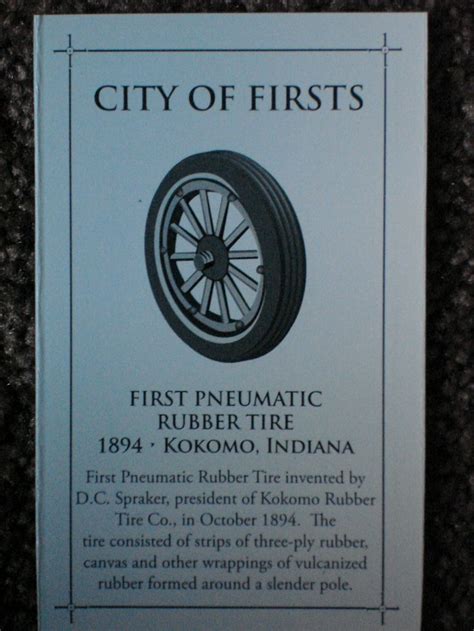 CITY OF FIRSTS
FIRST PNEUMATIC
RUBBER TIRE
1894 · KOKOMO, INDIANA
First Pneumatic Rubber Tire invented by
D.C. Spraker, president of Kokomo Rubber
Tire Co., in October 1894. The
tire consisted of strips of three-ply rubber,
canvas and other wrappings of vulcanized
rubber formed around a slender pole.